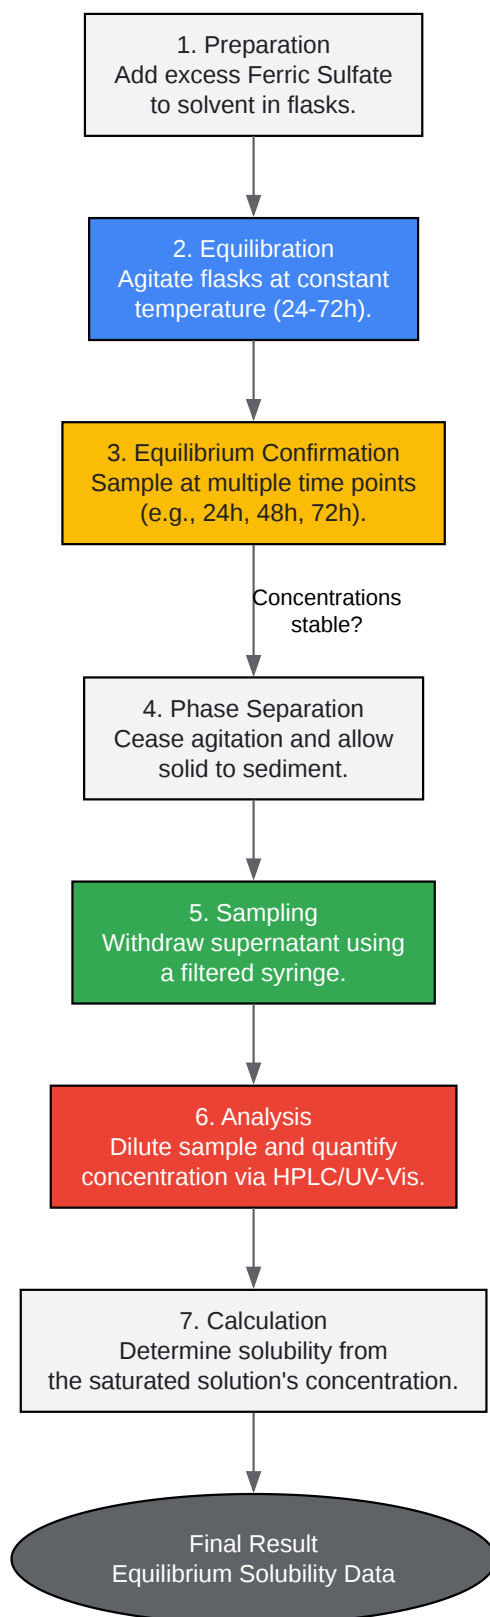 1. Preparation
Add excess Ferric Sulfate
to solvent in flasks.
2. Equilibration
Agitate flasks at constant
temperature (24-72h).
3. Equilibrium Confirmation
Sample at multiple time points
(e.g., 24h, 48h, 72h).
Concentrations
stable?
4. Phase Separation
Cease agitation and allow
solid to sediment.
5. Sampling
Withdraw supernatant using
a filtered syringe.
6. Analysis
Dilute sample and quantify
concentration via HPLC/UV-Vis.
7. Calculation
Determine solubility from
the saturated solution's concentration.
Final Result
Equilibrium Solubility Data